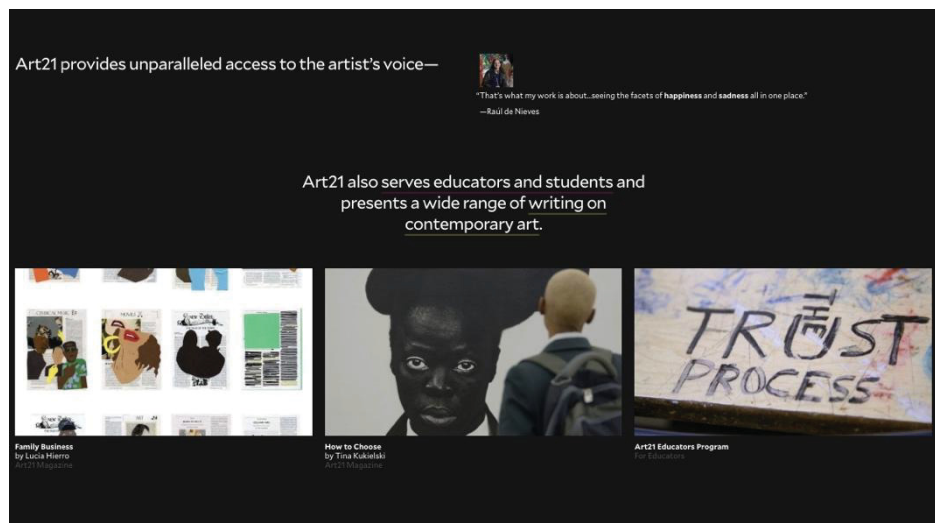 Art21 provides unparalleled access to the artist's voice—
"That's what my work is about...seeing the facets of happiness and sadness all in one place."
—Raúl de Nieves
Art21 also serves educators and students and
presents a wide range of writing on
contemporary art.
TRUST
THE
PROCESS
Family Business
by Lucia Hierro
Art21 Magazine
How to Choose
by Tina Kukielski
Art21 Magazine
Art21 Educators Program
For Educators